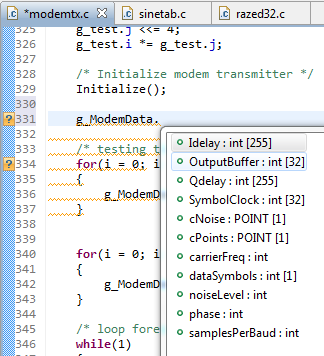 *modemtx.c sinetab.c razed32.c
325 g_test.j <<= 4;
326 g_test.i *= g_test.j;
327
328 /* Initialize modem transmitter */
329 Initialize();
330
331 g_ModemData.
332
333 /* testing t
334 for(i = 0; i
335 {
336 g_ModemD
337 }
338
339
340 for(i = 0; i
341 {
342 g_ModemD
343 }
344
345 /* loop fore
346 while(1)
{
Idelay : int [255]
OutputBuffer : int [32]
Qdelay : int [255]
SymbolClock : int [32]
cNoise : POINT [1]
cPoints : POINT [1]
carrierFreq : int
dataSymbols : int [1]
noiseLevel : int
phase : int
samplesPerBaud : int